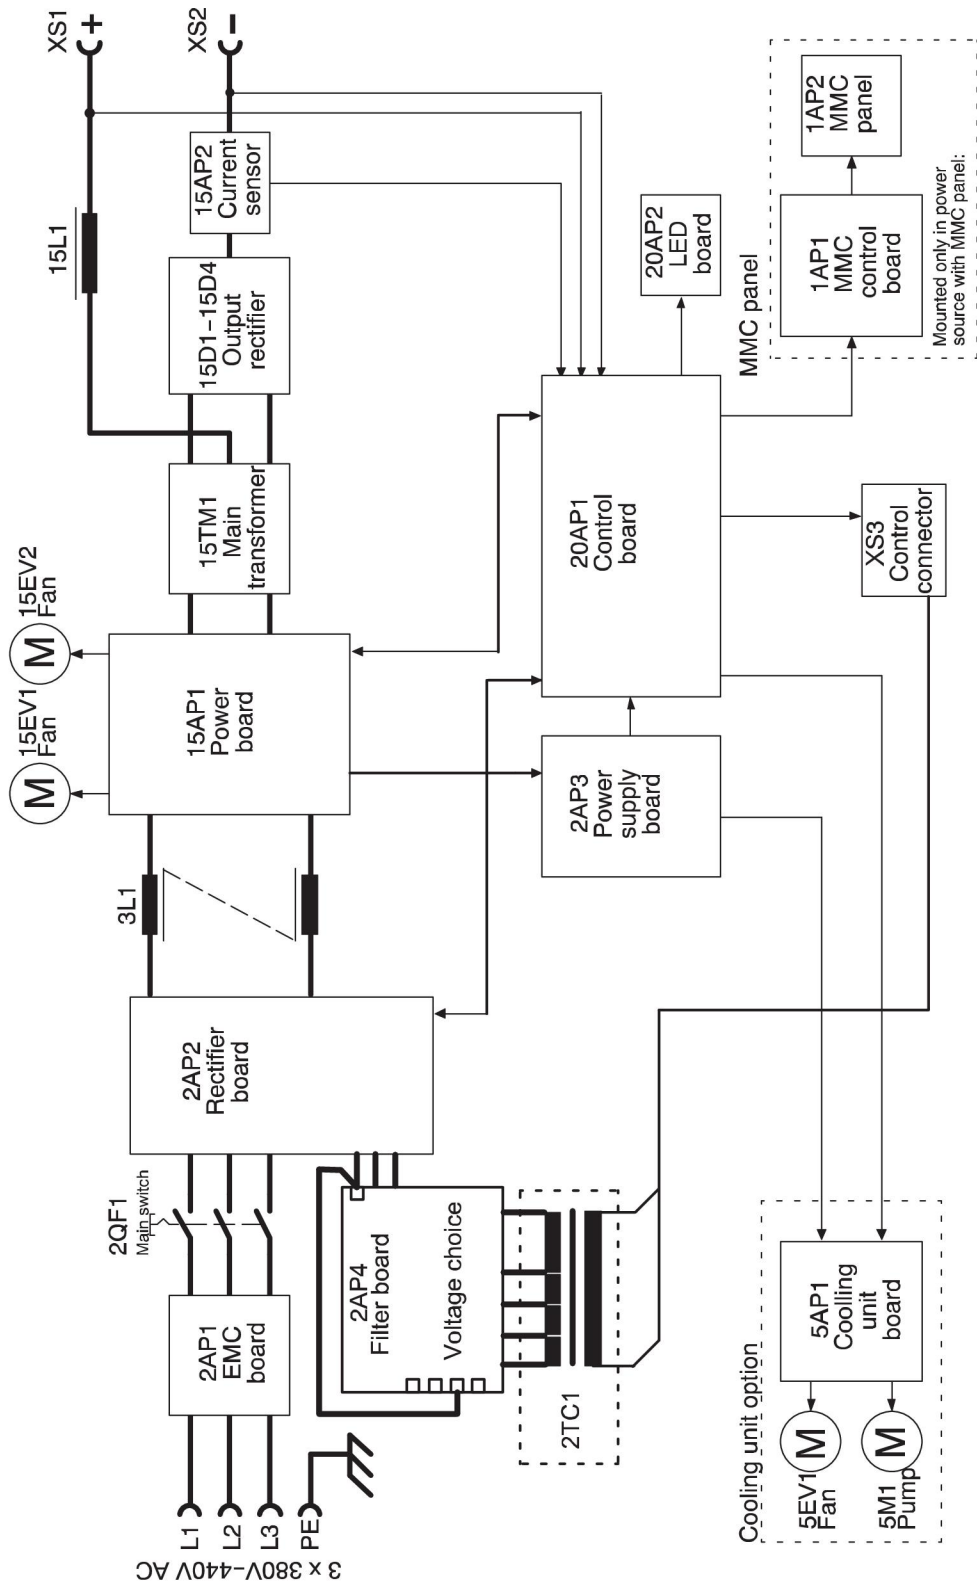 3 x 380V-440V AC
L1
L2
L3
PE
2AP1
EMC
board
2QF1
Main switch
2AP2
Rectifier
board
3L1
15AP1
Power
board
15EV1
Fan
M
15EV2
Fan
M
15TM1
Main
transformer
15D1-15D4
Output
rectifier
15AP2
Current
sensor
15L1
XS1
+
XS2
−
2AP4
Filter board
Voltage choice
2TC1
2AP3
Power
supply
board
20AP1
Control
board
20AP2
LED
board
MMC panel
1AP1
MMC
control
board
1AP2
MMC
panel
Mounted only in power
source with MMC panel:
XS3
Control
connector
Cooling unit option
5AP1
Coolling
unit
board
M
5EV1
Fan
M
5M1
Pump